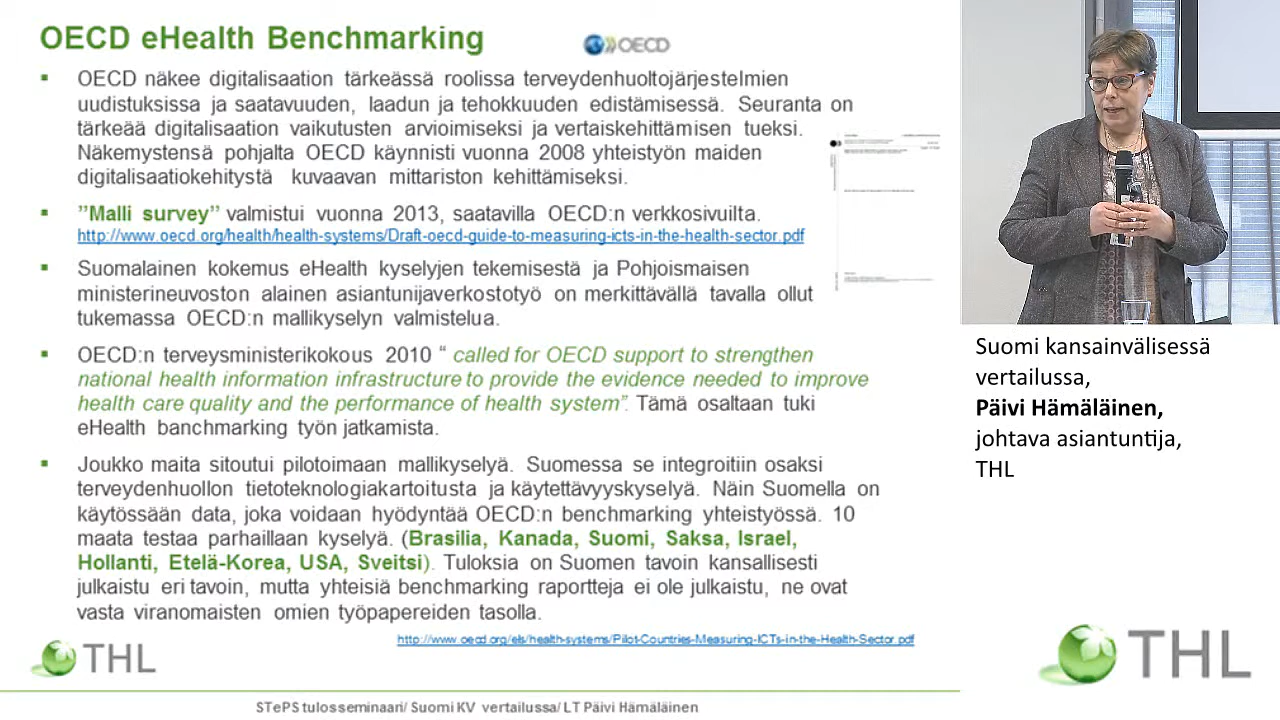 OECD eHealth Benchmarking
OECD
OECD näkee digitalisaation tärkeässä roolissa terveydenhuoltojärjestelmien
uudistuksissa ja saatavuuden, laadun ja tehokkuuden edistämisessä. Seuranta on
tärkeää digitalisaation vaikutusten arvioimiseksi ja vertaiskehittämisen tueksi.
Näkemystensä pohjalta OECD käynnisti vuonna 2008 yhteistyön maiden
digitalisaatiokehitystä kuvaavan mittariston kehittämiseksi.
"Malli survey" valmistui vuonna 2013, saatavilla OECD:n verkkosivuilta.
http://www.oecd.org/health/health-systems/Draft-oecd-guide-to-measuring-icts-in-the-health-sector.pdf
Suomalainen kokemus eHealth kyselyjen tekemisestä ja Pohjoismaisen
ministerineuvoston alainen asiantunijaverkostotyö on merkittävällä tavalla ollut
tukemassa OECD:n mallikyselyn valmistelua.
OECD:n terveysministerikokous 2010 “ called for OECD support to strengthen
national health information infrastructure to provide the evidence needed to improve
health care quality and the performance of health system”. Tämä osaltaan tuki
eHealth banchmarking työn jatkamista.
Joukko maita sitoutui pilotoimaan mallikyselyä. Suomessa se integroitiin osaksi
terveydenhuollon tietoteknologiakartoitusta ja käytettävyyskyselyä. Näin Suomella on
käytössään data, joka voidaan hyödyntää OECD:n benchmarking yhteistyössä. 10
maata testaa parhaillaan kyselyä. (Brasilia, Kanada, Suomi, Saksa, Israel,
Hollanti, Etelä-Korea, USA, Sveitsi). Tuloksia on Suomen tavoin kansallisesti
julkaistu eri tavoin, mutta yhteisiä benchmarking raportteja ei ole julkaistu, ne ovat
vasta viranomaisten omien työpapereiden tasolla.
http://www.oecd.org/els/health-systems/Pilot-Countries-Measuring-ICTs-in-the-Health-Sector.pdf
THL
STePS tulosseminaari/ Suomi KV vertailussa/ LT Päivi Hämäläinen
Suomi kansainvälisessä
vertailussa,
Päivi Hämäläinen,
johtava asiantuntija,
THL
THL